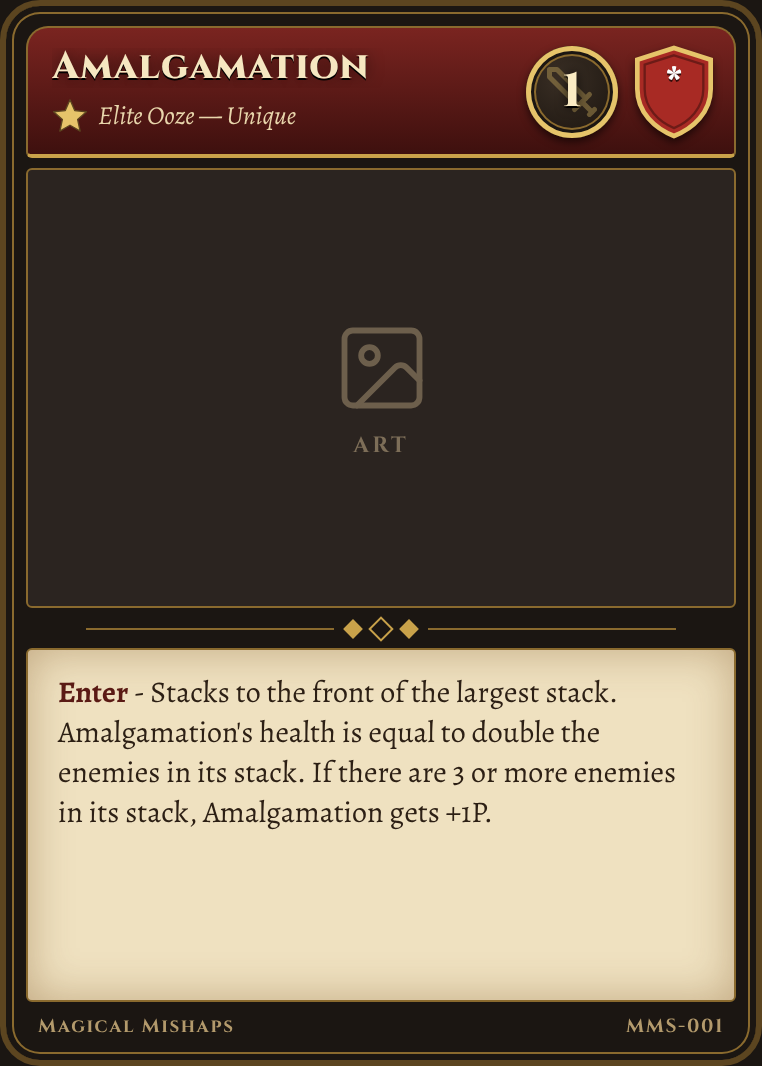 Amalgamation
Elite Ooze — Unique
1
*
ART
Enter - Stacks to the front of the largest stack.
Amalgamation's health is equal to double the
enemies in its stack. If there are 3 or more enemies
in its stack, Amalgamation gets +1P.
Magical Mishaps
MMS-001